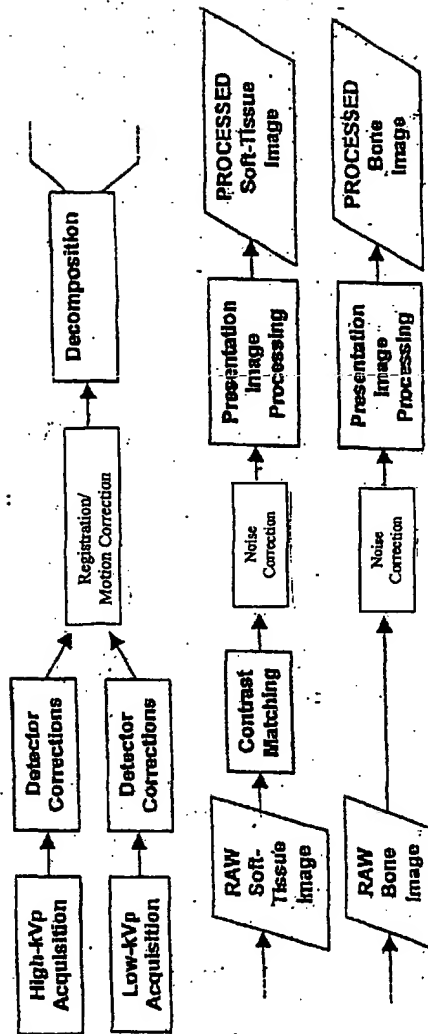 High-kVp
Acquisition
Detector
Corrections
Low-kVp
Acquisition
Detector
Corrections
Registration/
Motion Correction
Decomposition
RAW
Soft-
Tissue
Image
Contrast
Matching
Noise
Correction
Presentation
Image
Processing
PROCESSED
Soft-Tissue
Image
RAW
Bone
Image
Noise
Correction
Presentation
Image
Processing
PROCESSED
Bone
Image